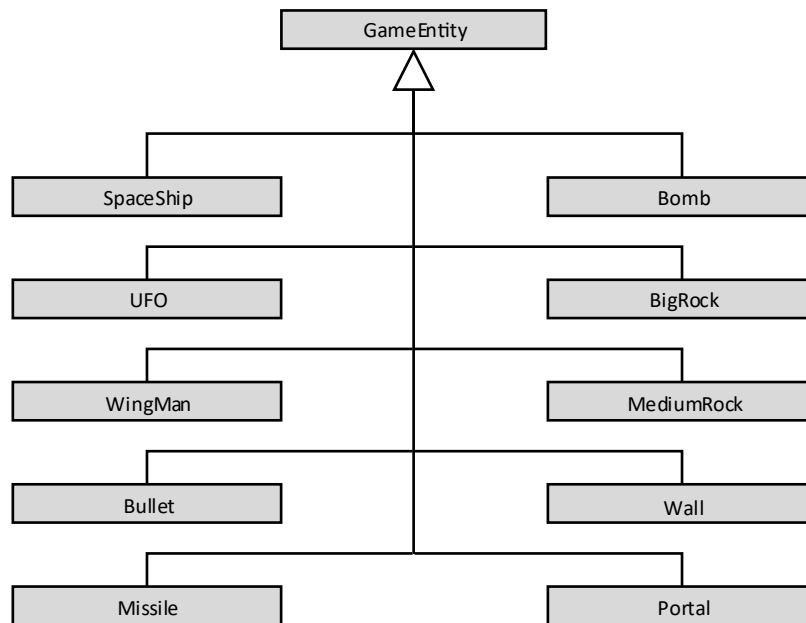 GameEntity
SpaceShip
Bomb
UFO
BigRock
WingMan
MediumRock
Bullet
Wall
Missile
Portal